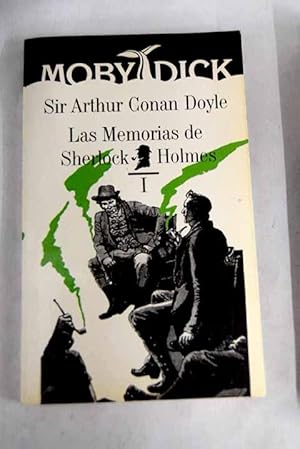 MOBY DICK
Sir Arthur Conan Doyle
Las Memorias de
Sherlock Holmes
I